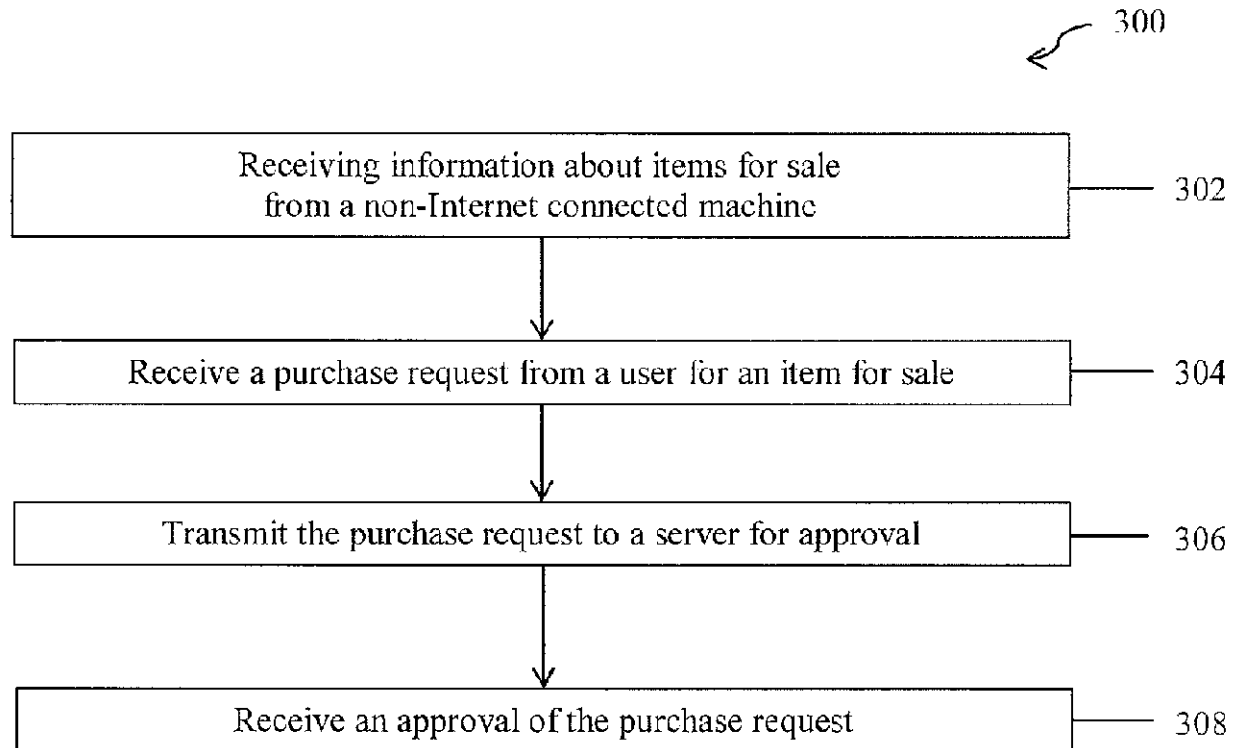 300
Receiving information about items for sale
from a non-Internet connected machine
302
Receive a purchase request from a user for an item for sale
304
Transmit the purchase request to a server for approval
306
Receive an approval of the purchase request
308